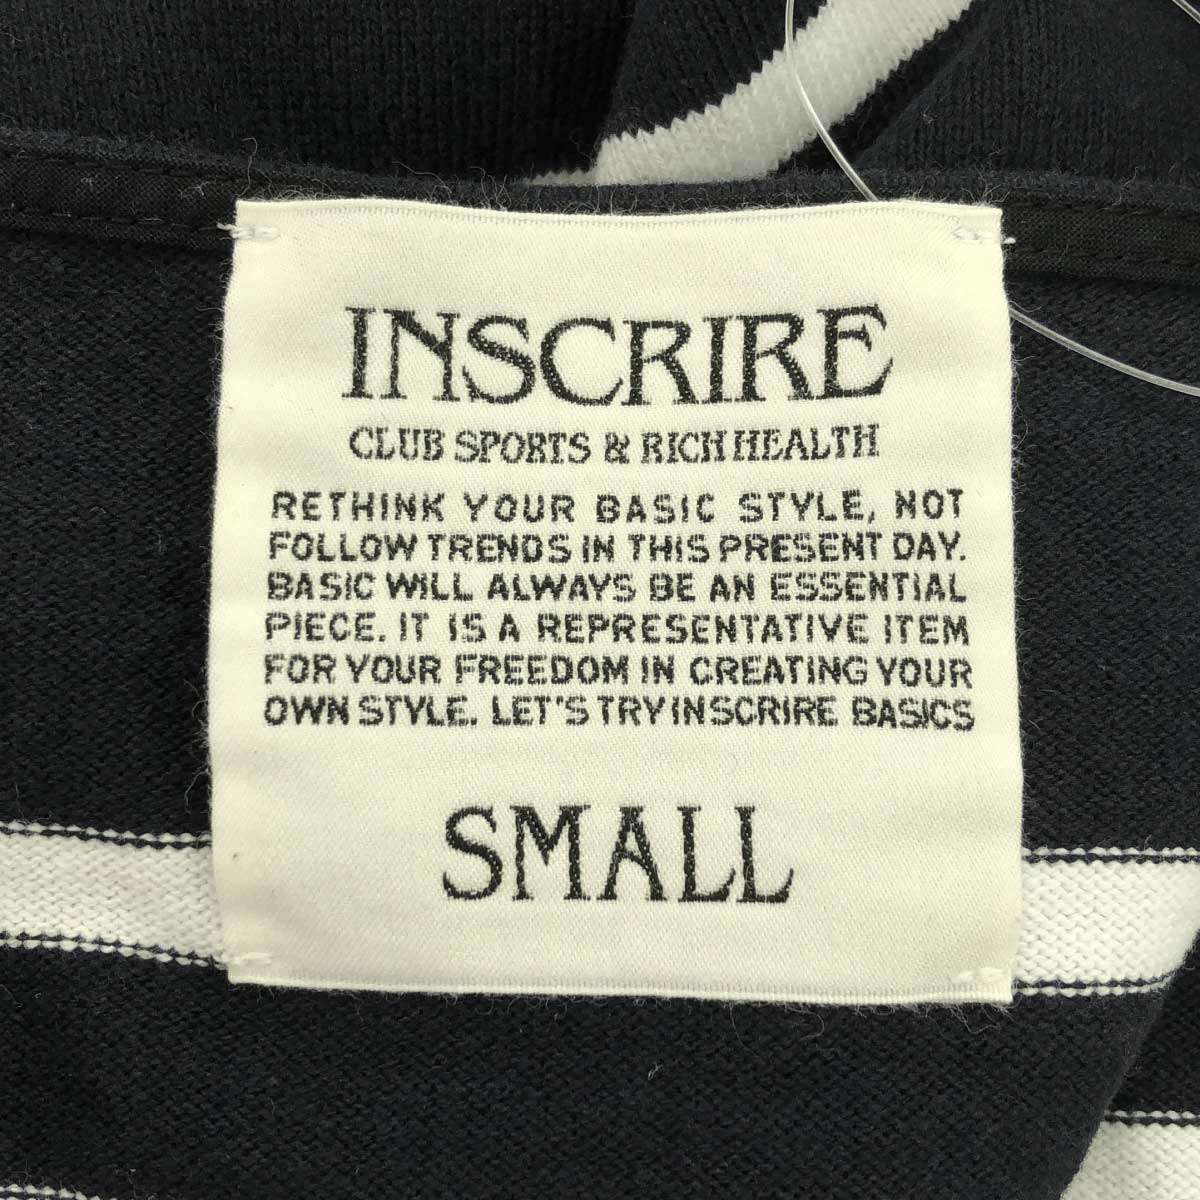 INSCRIRE
CLUB SPORTS & RICH HEALTH
RETHINK YOUR BASIC STYLE, NOT
FOLLOW TRENDS IN THIS PRESENT DAY.
BASIC WILL ALWAYS BE AN ESSENTIAL
PIECE. IT IS A REPRESENTATIVE ITEM
FOR YOUR FREEDOM IN CREATING YOUR
OWN STYLE. LET'S TRY INSCRIRE BASICS
SMALL